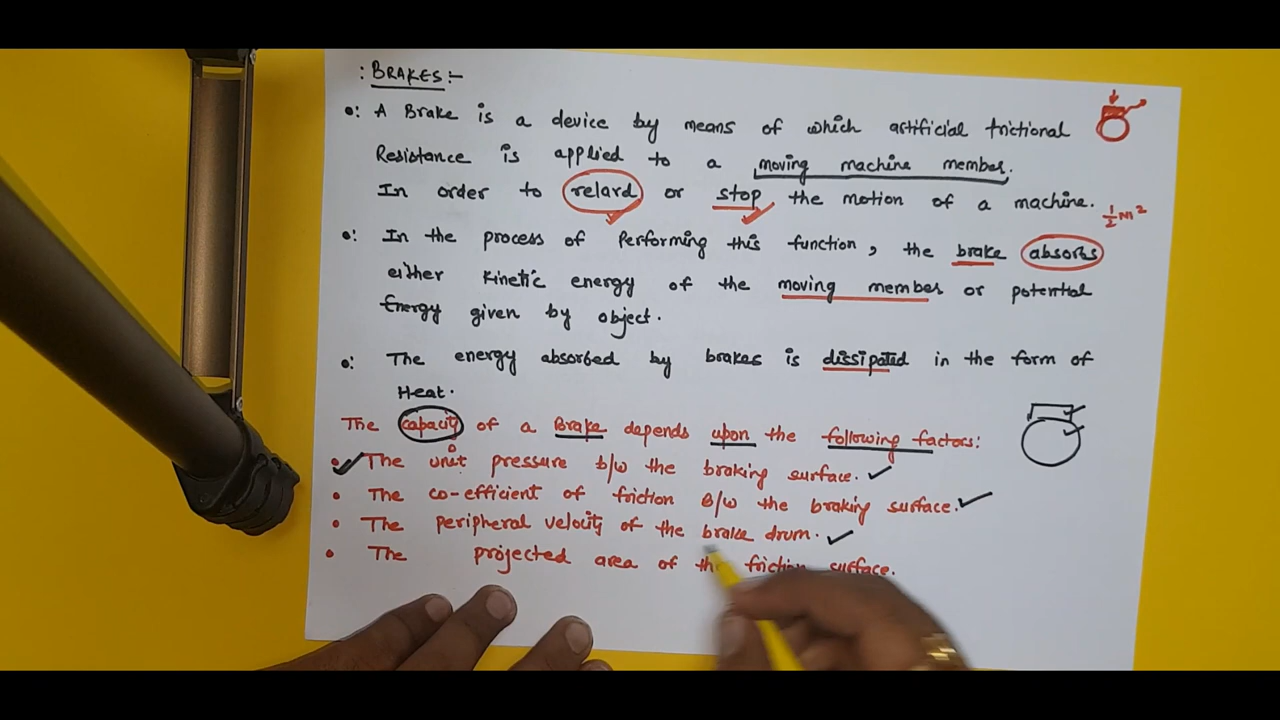 : BRAKES :-
A Brake is a device by means of which artificial frictional
Resistance is applied to a moving machine member.
In order to relard or stop the motion of a machine.
In the process of Performing this function, the brake absorbs
either kinetic energy of the moving members or potential
Energy given by object.
The energy absorbed by brakes is dissipated in the form of
Heat.
The capacity of a Brake depends upon the following factors:
The unit pressure b/w the braking surface.
The co-efficient of friction B/w the braking surface.
The peripheral velocity of the brake drum.
The projected area of the friction surface.